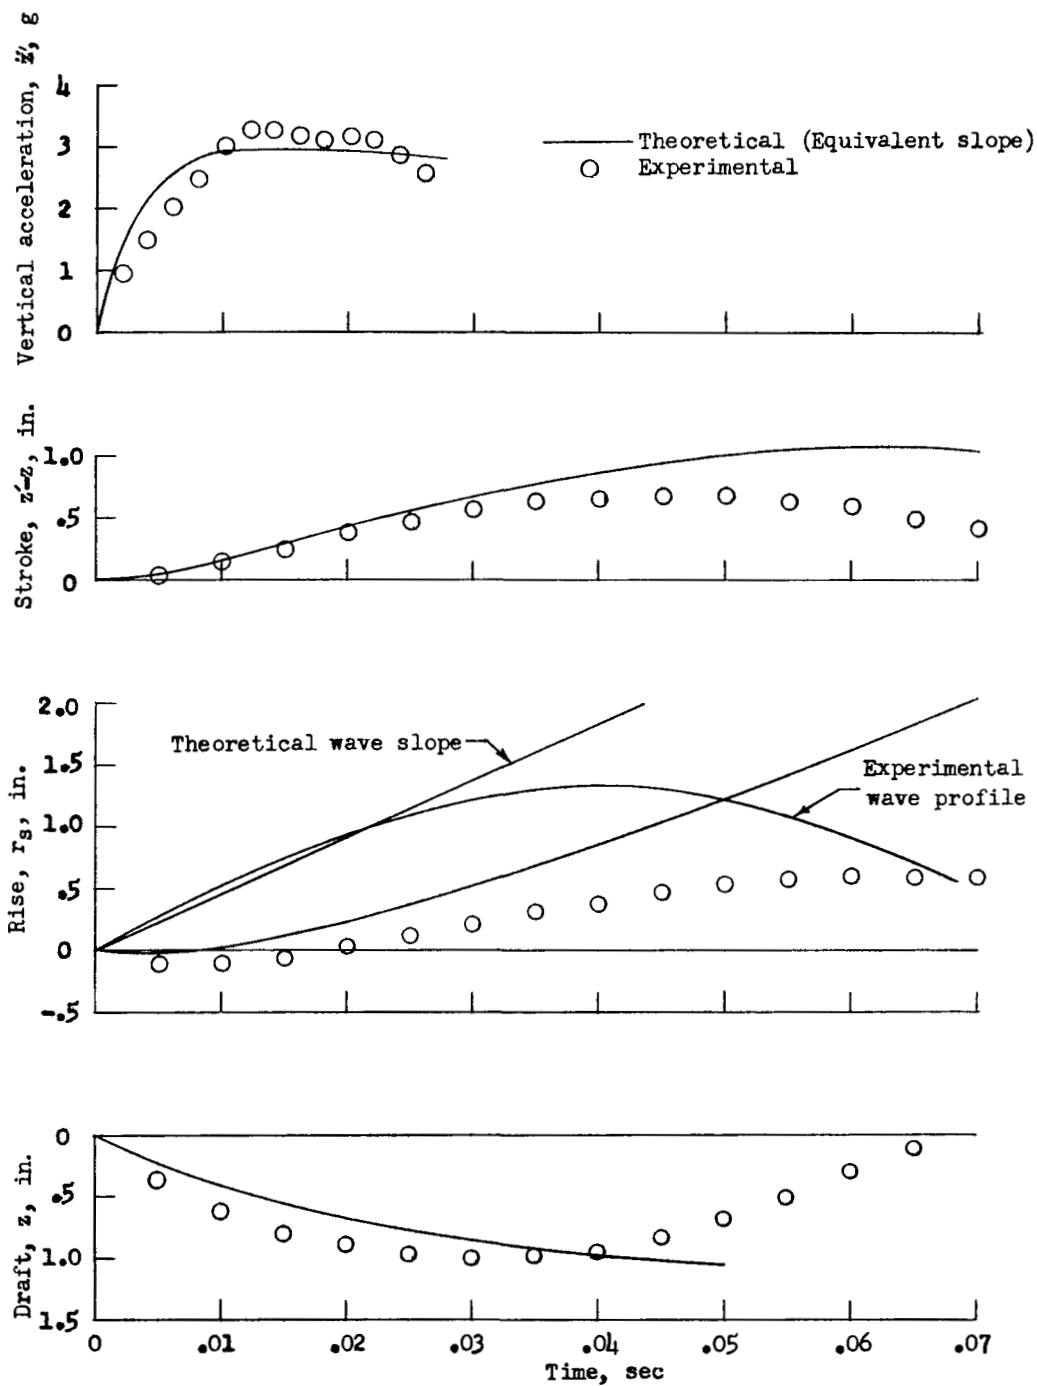 Vertical acceleration, z̈, g
4
3
2
1
0
Theoretical (Equivalent slope)
Experimental
Stroke, z′-z, in.
1.0
.5
0
Rise, rs, in.
2.0
1.5
1.0
.5
0
-.5
Theoretical wave slope
Experimental
wave profile
Draft, z, in.
0
.5
1.0
1.5
0 .01 .02 .03 .04 .05 .06 .07
Time, sec